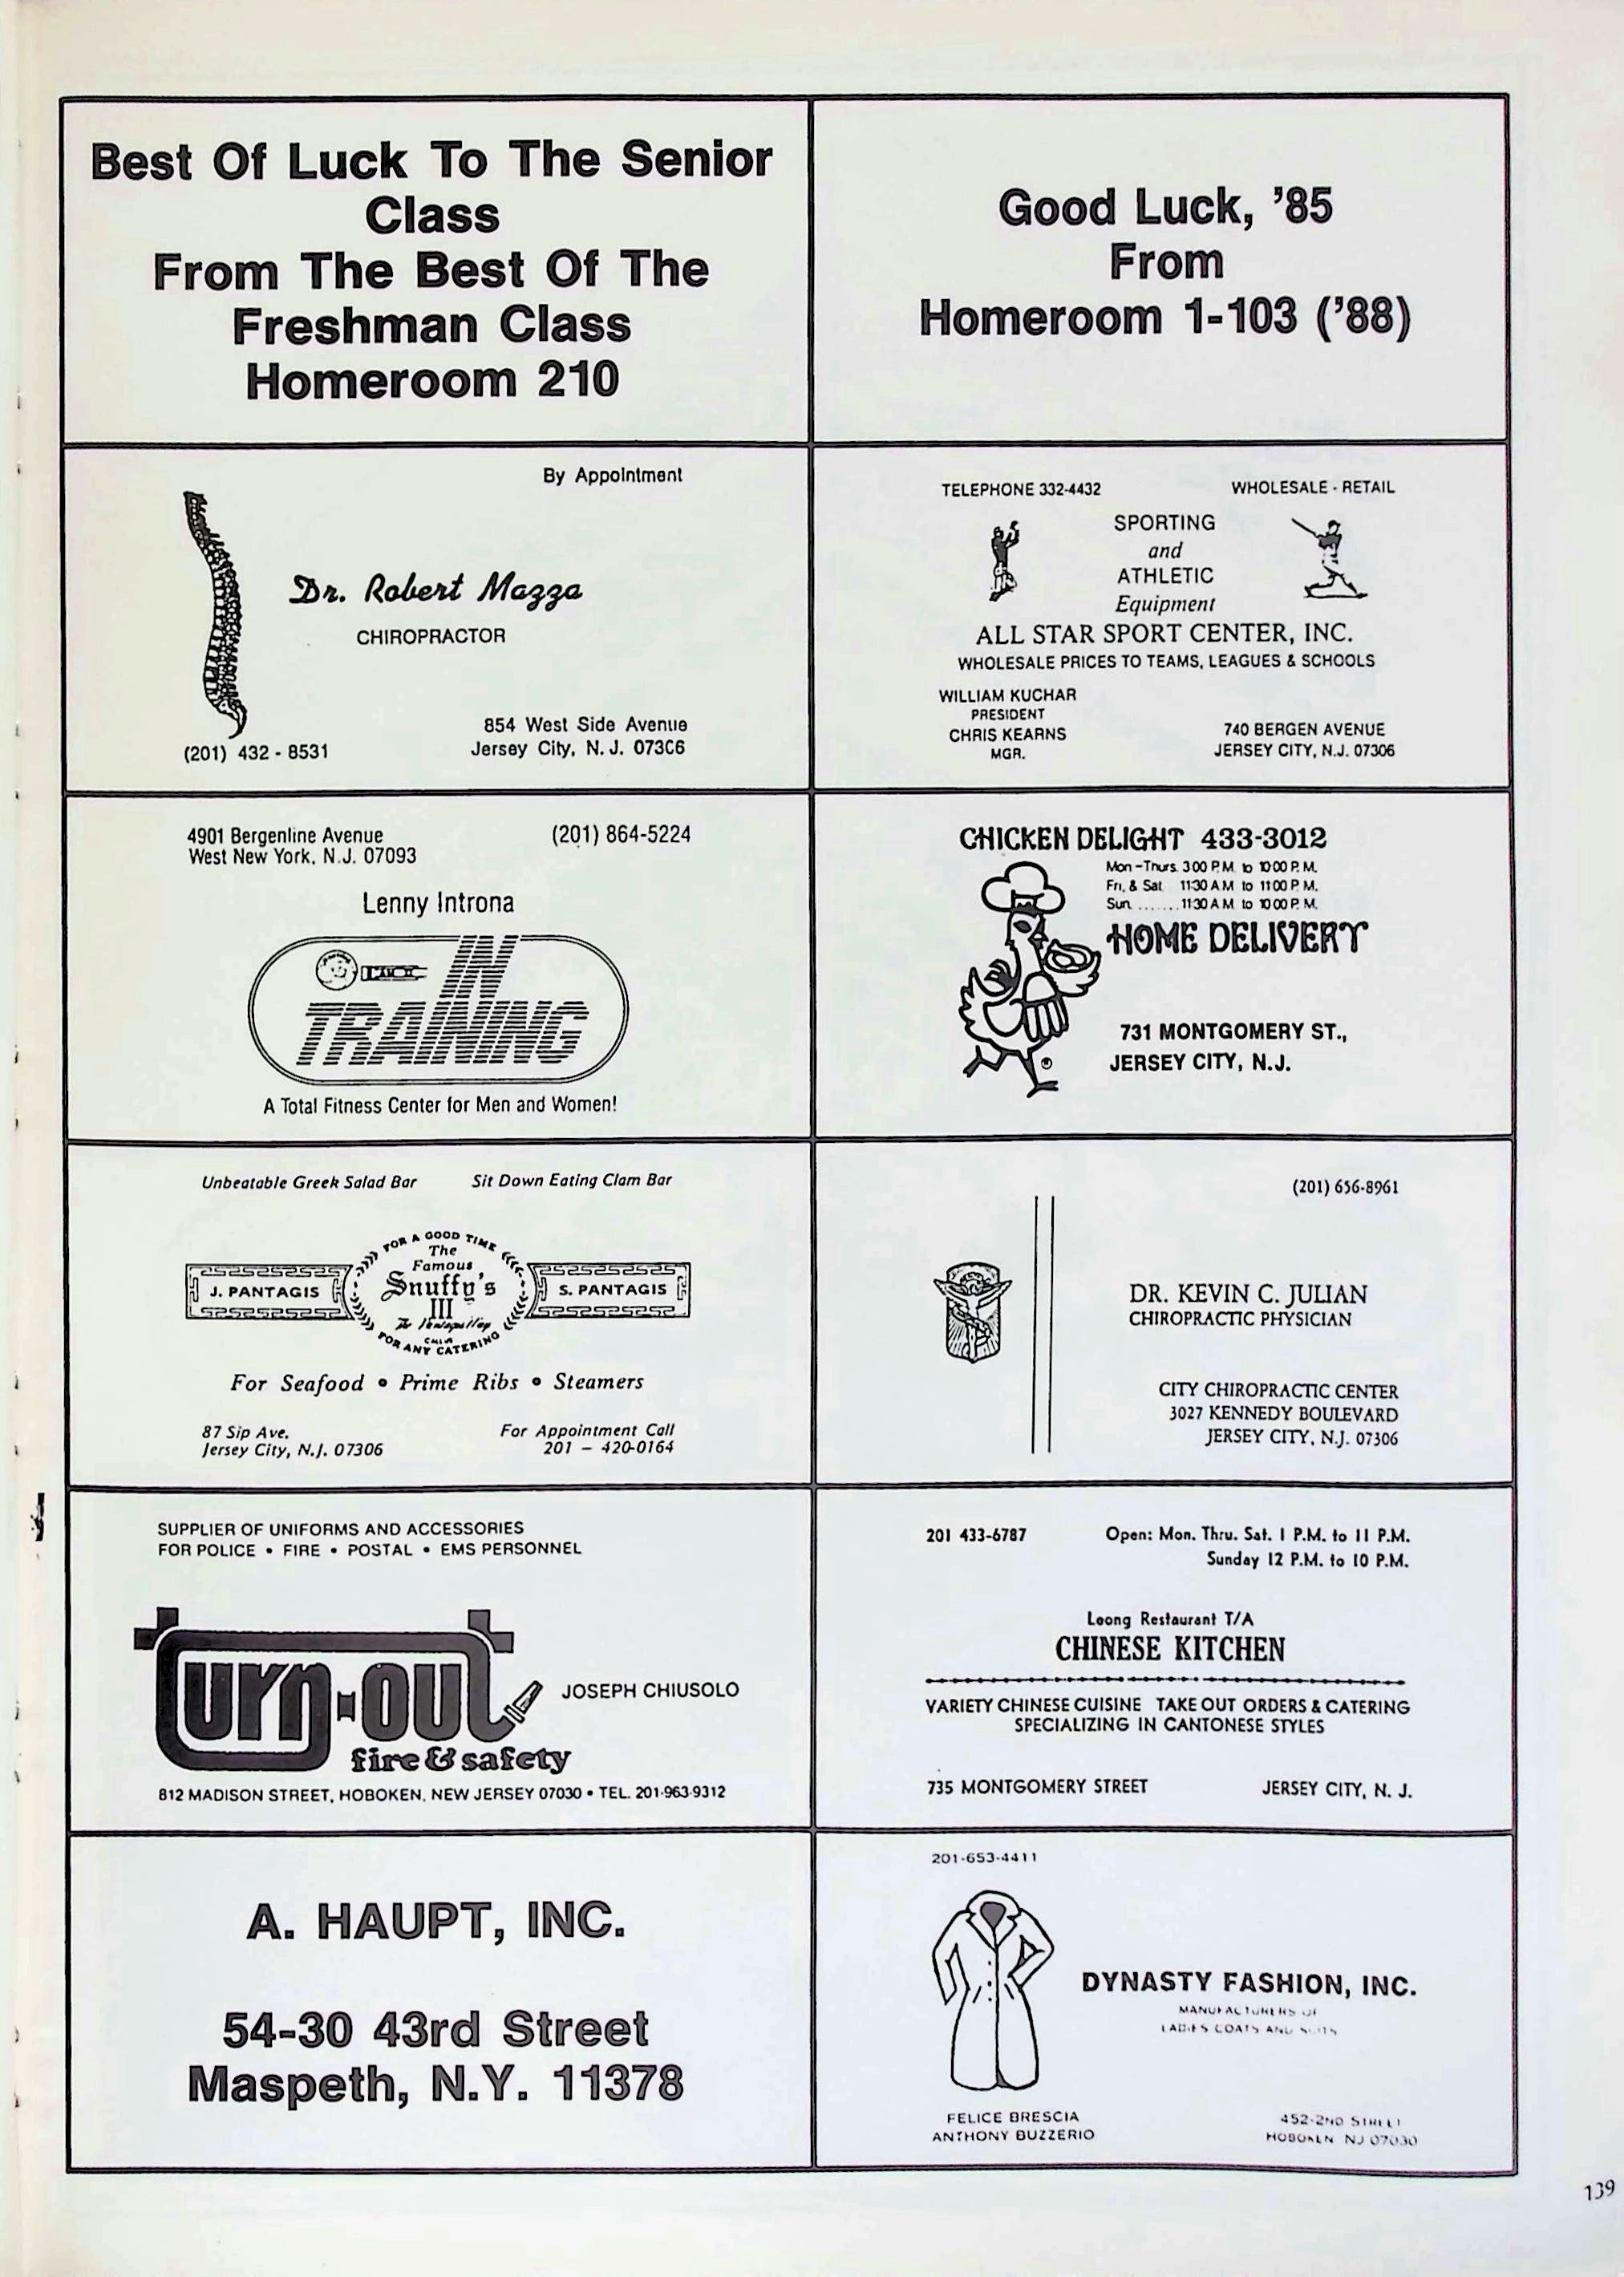 Best Of Luck To The Senior
Class
From The Best Of The
Freshman Class
Homeroom 210
Good Luck, '85
From
Homeroom 1-103 ('88)
By Appointment
Dr. Robert Mazza
CHIROPRACTOR
854 West Side Avenue
(201) 432 - 8531 Jersey City, N. J. 07306
TELEPHONE 332-4432 WHOLESALE - RETAIL
SPORTING
and
ATHLETIC
Equipment
ALL STAR SPORT CENTER, INC.
WHOLESALE PRICES TO TEAMS, LEAGUES & SCHOOLS
WILLIAM KUCHAR
PRESIDENT
CHRIS KEARNS
MGR.
740 BERGEN AVENUE
JERSEY CITY, N.J. 07306
4901 Bergenline Avenue (201) 864-5224
West New York, N.J. 07093
Lenny Introna
IN
TRAINING
A Total Fitness Center for Men and Women!
CHICKEN DELIGHT 433-3012
Mon-Thurs. 3:00 P.M. to 10:00 P.M.
Fri. & Sat. 11:30 A.M. to 11:00 P.M.
Sun. ....... 11:30 A.M. to 10:00 P.M.
HOME DELIVERY
731 MONTGOMERY ST.,
JERSEY CITY, N.J.
®
Unbeatable Greek Salad Bar Sit Down Eating Clam Bar
FOR A GOOD TIME
The
Famous
Snuffy's
III
FOR ANY CATERING
J. PANTAGIS
S. PANTAGIS
For Seafood • Prime Ribs • Steamers
87 Sip Ave. For Appointment Call
Jersey City, N.J. 07306 201 - 420-0164
(201) 656-8961
DR. KEVIN C. JULIAN
CHIROPRACTIC PHYSICIAN
CITY CHIROPRACTIC CENTER
3027 KENNEDY BOULEVARD
JERSEY CITY, N.J. 07306
SUPPLIER OF UNIFORMS AND ACCESSORIES
FOR POLICE • FIRE • POSTAL • EMS PERSONNEL
turn-out
fire & safety
JOSEPH CHIUSOLO
812 MADISON STREET, HOBOKEN, NEW JERSEY 07030 • TEL. 201-963-9312
201 433-6787 Open: Mon. Thru. Sat. 1 P.M. to 11 P.M.
Sunday 12 P.M. to 10 P.M.
Leong Restaurant T/A
CHINESE KITCHEN
VARIETY CHINESE CUISINE TAKE OUT ORDERS & CATERING
SPECIALIZING IN CANTONESE STYLES
735 MONTGOMERY STREET JERSEY CITY, N. J.
A. HAUPT, INC.
54-30 43rd Street
Maspeth, N.Y. 11378
201-653-4411
DYNASTY FASHION, INC.
MANUFACTURERS OF
LADIES COATS AND SUITS
FELICE BRESCIA
ANTHONY BUZZERIO
452-2ND STREET
HOBOKEN NJ 07030
139